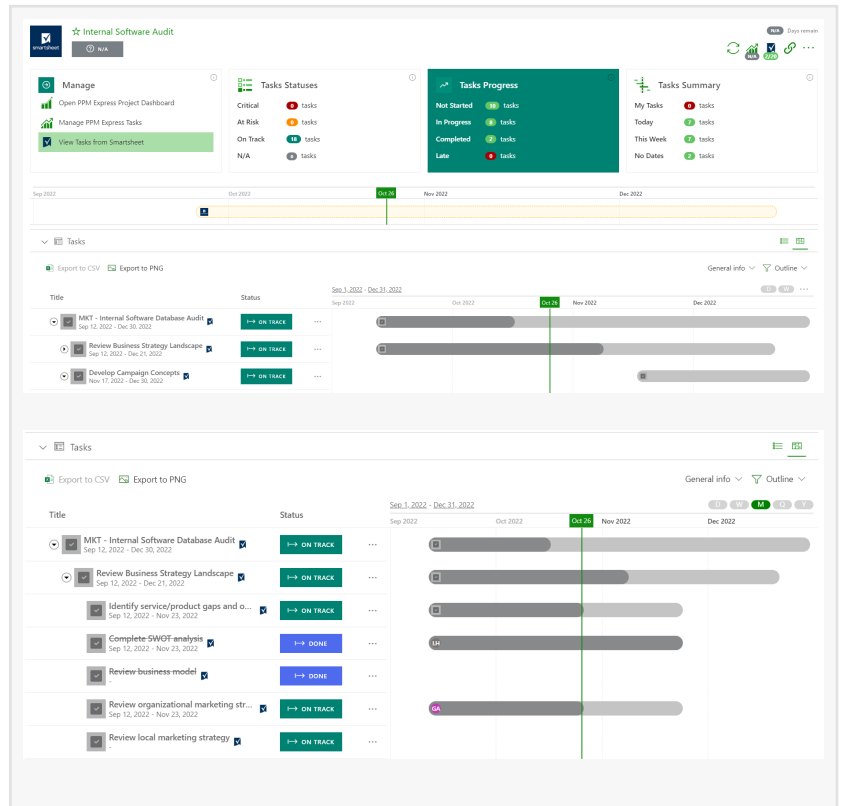 ☆ Internal Software Audit
N/A Days remain
smartsheet
N/A
N/A 2/20
Manage
Open PPM Express Project Dashboard
Manage PPM Express Tasks
View Tasks from Smartsheet
Tasks Statuses
Critical 0 tasks
At Risk 0 tasks
On Track 18 tasks
N/A 0 tasks
Tasks Progress
Not Started 10 tasks
In Progress 8 tasks
Completed 2 tasks
Late 0 tasks
Tasks Summary
My Tasks 0 tasks
Today 7 tasks
This Week 7 tasks
No Dates 2 tasks
Sep 2022 Oct 2022 Oct 26 Nov 2022 Dec 2022
Tasks
Export to CSV Export to PNG General info Outline
Sep 1, 2022 - Dec 31, 2022 D W ...
Title Status Sep 2022 Oct 2022 Oct 26 Nov 2022 Dec 2022
MKT - Internal Software Database Audit ON TRACK ...
Sep 12, 2022 - Dec 30, 2022
Review Business Strategy Landscape ON TRACK ...
Sep 12, 2022 - Dec 21, 2022
Develop Campaign Concepts ON TRACK ...
Nov 17, 2022 - Dec 30, 2022
Tasks
Export to CSV Export to PNG General info Outline
Sep 1, 2022 - Dec 31, 2022 D W M Q Y
Title Status Sep 2022 Oct 2022 Oct 26 Nov 2022 Dec 2022
MKT - Internal Software Database Audit ON TRACK ...
Sep 12, 2022 - Dec 30, 2022
Review Business Strategy Landscape ON TRACK ...
Sep 12, 2022 - Dec 21, 2022
Identify service/product gaps and o... ON TRACK ...
Sep 12, 2022 - Nov 23, 2022
Complete SWOT analysis DONE ... LH
Sep 12, 2022 - Nov 23, 2022
Review business model DONE ...
-
Review organizational marketing str... ON TRACK ... GA
Sep 12, 2022 - Nov 23, 2022
Review local marketing strategy ON TRACK ...
-